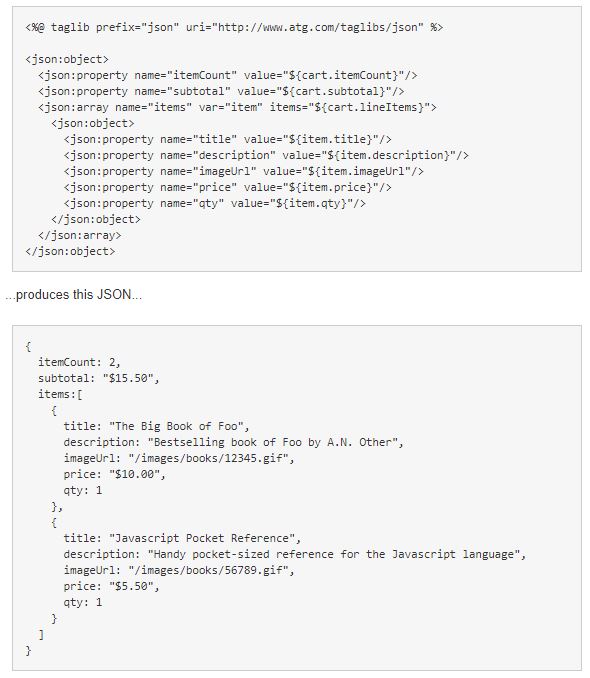 <%@ taglib prefix="json" uri="http://www.atg.com/taglibs/json" %>
<json:object>
<json:property name="itemCount" value="${cart.itemCount}"/>
<json:property name="subtotal" value="${cart.subtotal}"/>
<json:array name="items" var="item" items="${cart.lineItems}">
<json:object>
<json:property name="title" value="${item.title}"/>
<json:property name="description" value="${item.description}"/>
<json:property name="imageUrl" value="${item.imageUrl"/>
<json:property name="price" value="${item.price}"/>
<json:property name="qty" value="${item.qty}"/>
</json:object>
</json:array>
</json:object>
...produces this JSON...
{
itemCount: 2,
subtotal: "$15.50",
items:[
{
title: "The Big Book of Foo",
description: "Bestselling book of Foo by A.N. Other",
imageUrl: "/images/books/12345.gif",
price: "$10.00",
qty: 1
},
{
title: "Javascript Pocket Reference",
description: "Handy pocket-sized reference for the Javascript language",
imageUrl: "/images/books/56789.gif",
price: "$5.50",
qty: 1
}
]
}